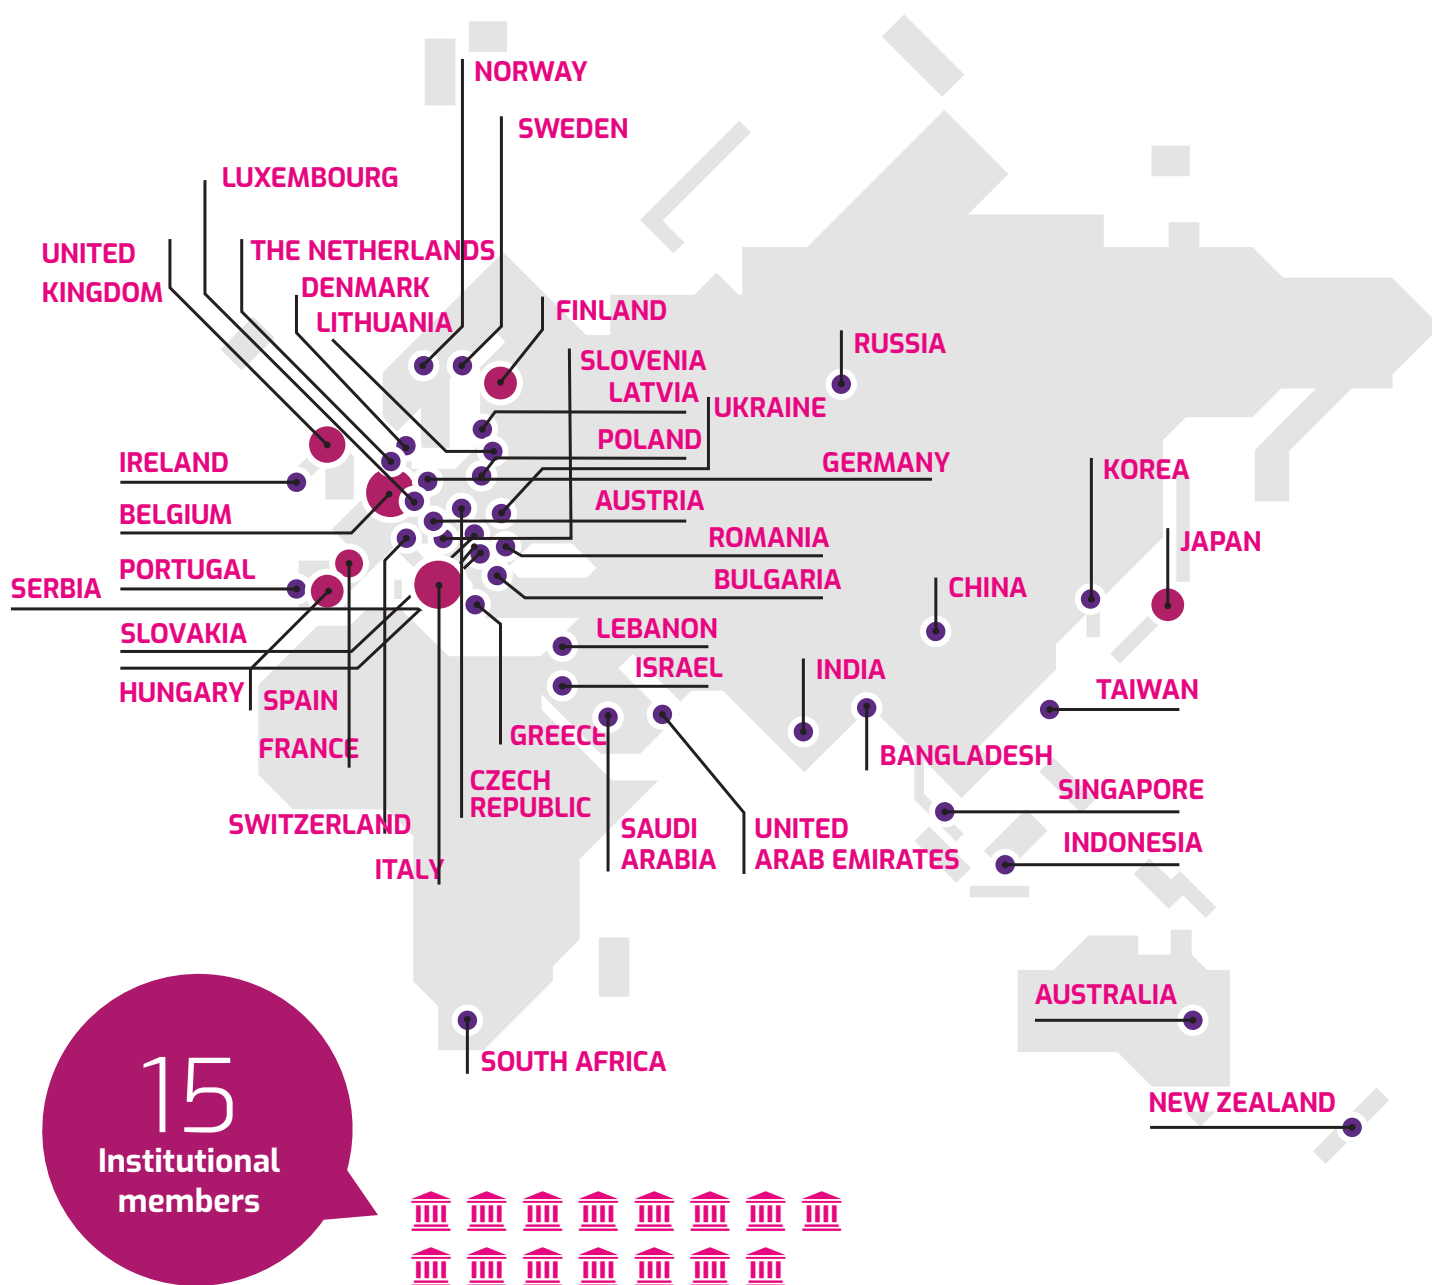 NORWAY
SWEDEN
LUXEMBOURG
UNITED
KINGDOM
THE NETHERLANDS
DENMARK
LITHUANIA
FINLAND
SLOVENIA
LATVIA
UKRAINE
RUSSIA
POLAND
IRELAND
GERMANY
KOREA
BELGIUM
AUSTRIA
ROMANIA
JAPAN
PORTUGAL
SERBIA
BULGARIA
CHINA
SLOVAKIA
LEBANON
ISRAEL
INDIA
HUNGARY
SPAIN
TAIWAN
FRANCE
GREECE
BANGLADESH
CZECH
REPUBLIC
SINGAPORE
SWITZERLAND
SAUDI
ARABIA
UNITED
ARAB EMIRATES
INDONESIA
ITALY
AUSTRALIA
SOUTH AFRICA
NEW ZEALAND
15
Institutional
members